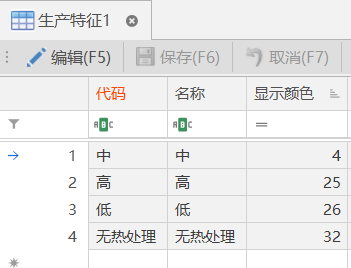 生产特征1
编辑(F5) 保存(F6) 取消(F7)
代码 名称 显示颜色
ABC ABC =
1 中 中 4
2 高 高 25
3 低 低 26
4 无热处理 无热处理 32